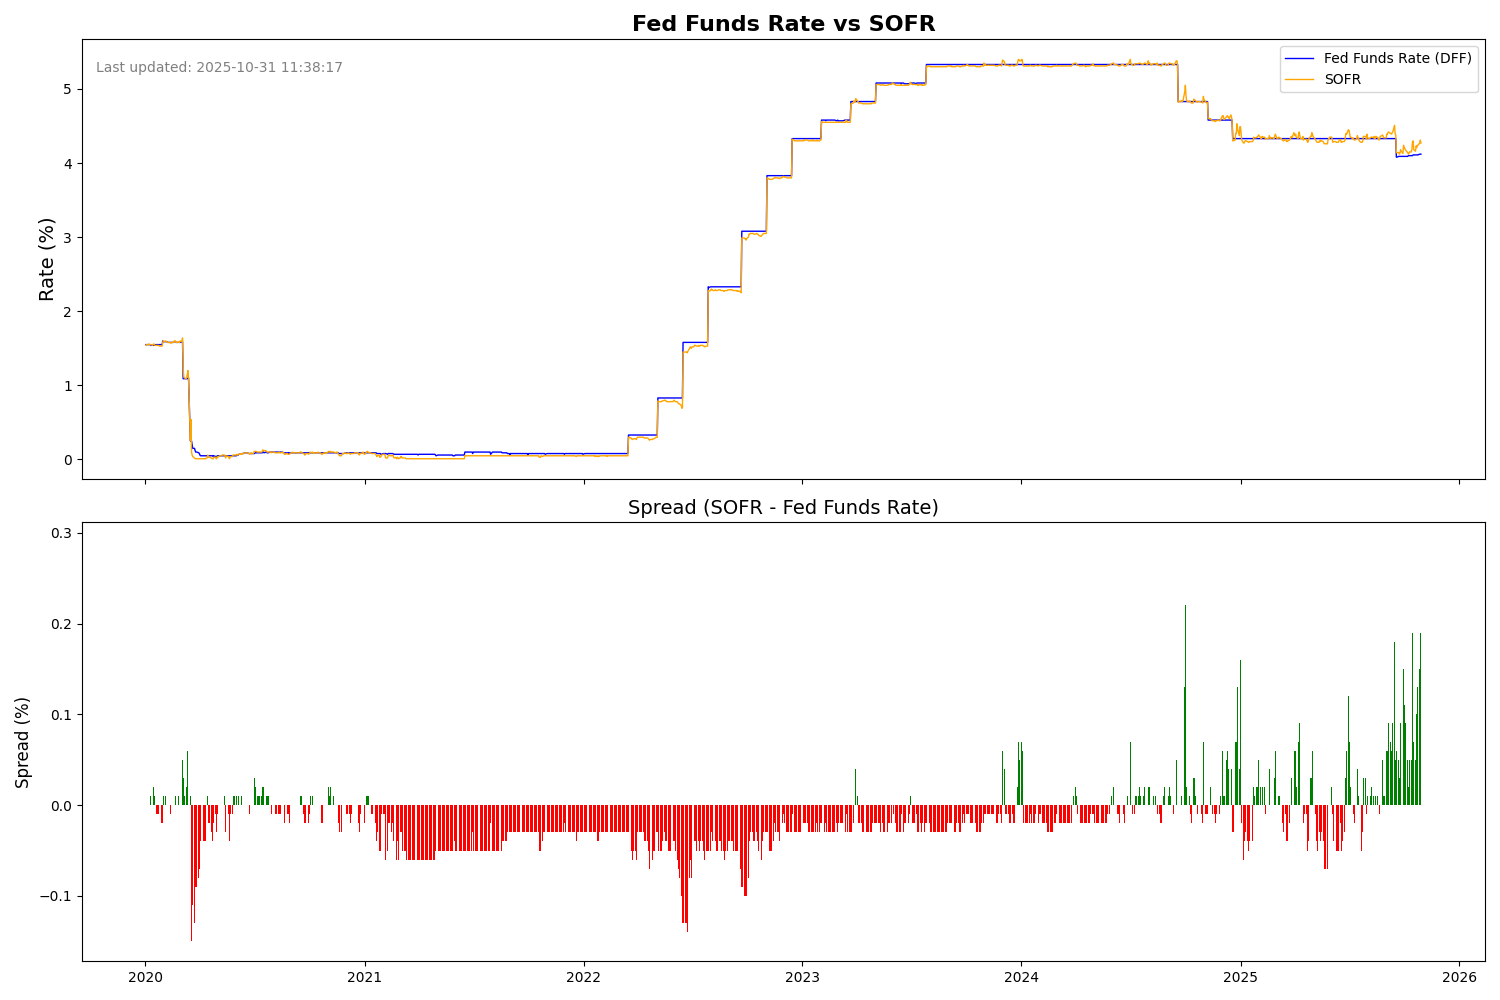 Fed Funds Rate vs SOFR
Last updated: 2025-10-31 11:38:17
Fed Funds Rate (DFF)
SOFR
Rate (%)
5
4
3
2
1
0
Spread (SOFR - Fed Funds Rate)
Spread (%)
0.3
0.2
0.1
0.0
−0.1
2020 2021 2022 2023 2024 2025 2026